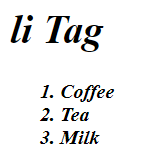 li Tag
1. Coffee
2. Tea
3. Milk